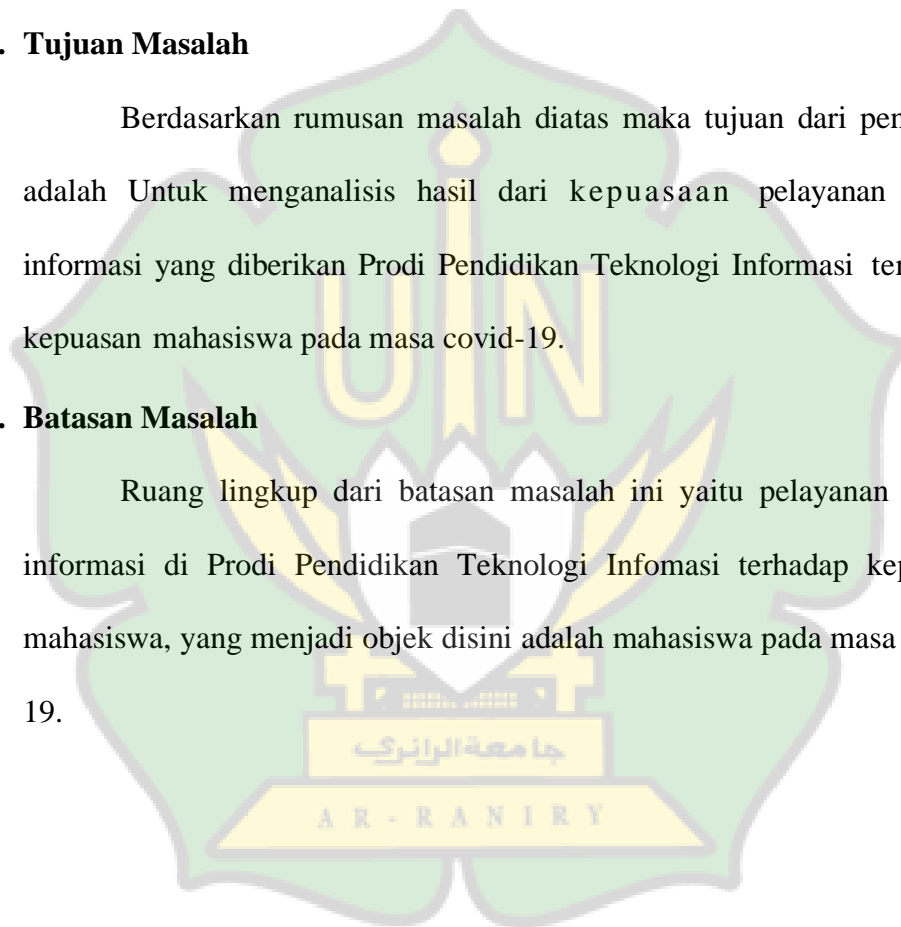 . Tujuan Masalah
Berdasarkan rumusan masalah diatas maka tujuan dari pen
adalah Untuk menganalisis hasil dari kepuasaan pelayanan
informasi yang diberikan Prodi Pendidikan Teknologi Informasi ter
kepuasan mahasiswa pada masa covid-19.
. Batasan Masalah
Ruang lingkup dari batasan masalah ini yaitu pelayanan
informasi di Prodi Pendidikan Teknologi Infomasi terhadap kep
mahasiswa, yang menjadi objek disini adalah mahasiswa pada masa
19.
UIN
جامعة الرانري
AR-RANIRY